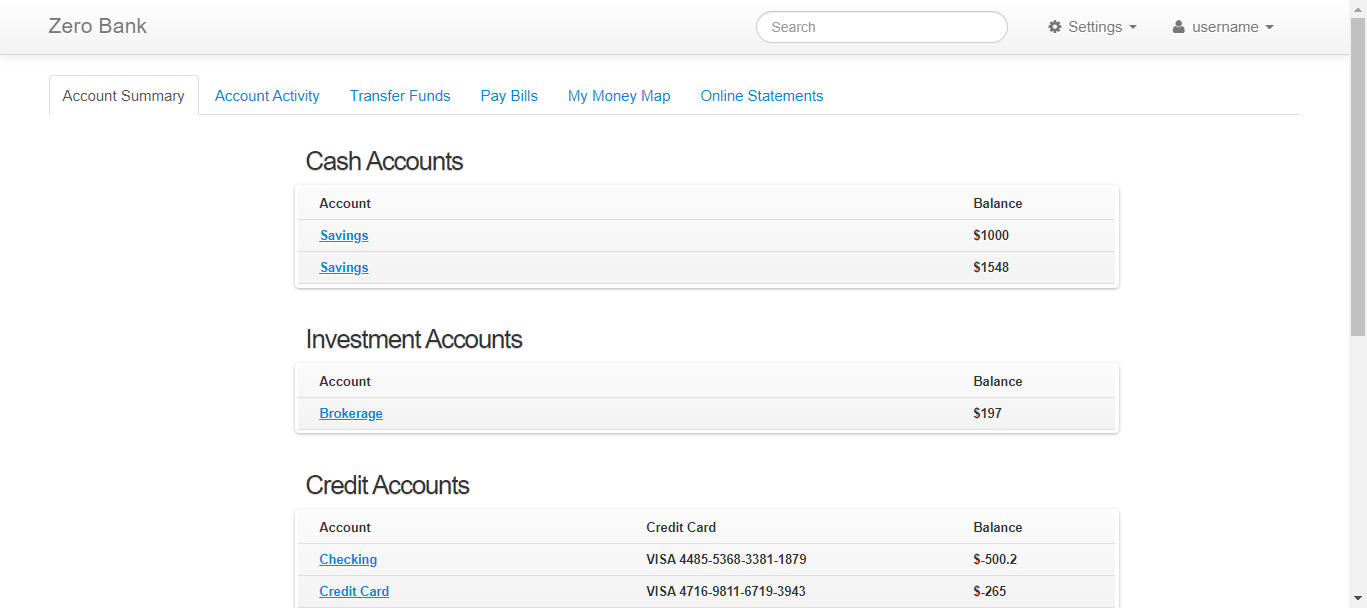 Zero Bank Search Settings username
Account Summary Account Activity Transfer Funds Pay Bills My Money Map Online Statements
Cash Accounts
Account Balance
Savings $1000
Savings $1548
Investment Accounts
Account Balance
Brokerage $197
Credit Accounts
Account Credit Card Balance
Checking VISA 4485-5368-3381-1879 $-500.2
Credit Card VISA 4716-9811-6719-3943 $-265